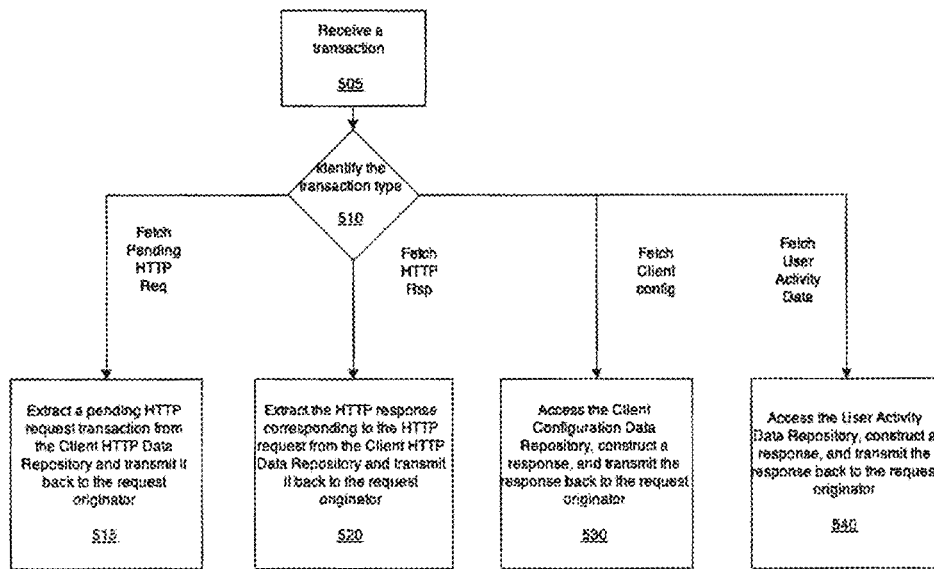 Receive a
transaction
505
Identify the
transaction type
510
Fetch
Pending
HTTP
Req
Fetch
HTTP
Rsp
Fetch
Client
config
Fetch
User
Activity
Data
Extract a pending HTTP
request transaction from
the Client HTTP Data
Repository and transmit it
back to the request
originator
515
Extract the HTTP response
corresponding to the HTTP
request from the Client HTTP
Data Repository and transmit
it back to the request
originator
520
Access the Client
Configuration Data
Repository, construct a
response, and transmit the
response back to the request
originator
530
Access the User Activity
Data Repository, construct a
response, and transmit the
response back to the request
originator
540